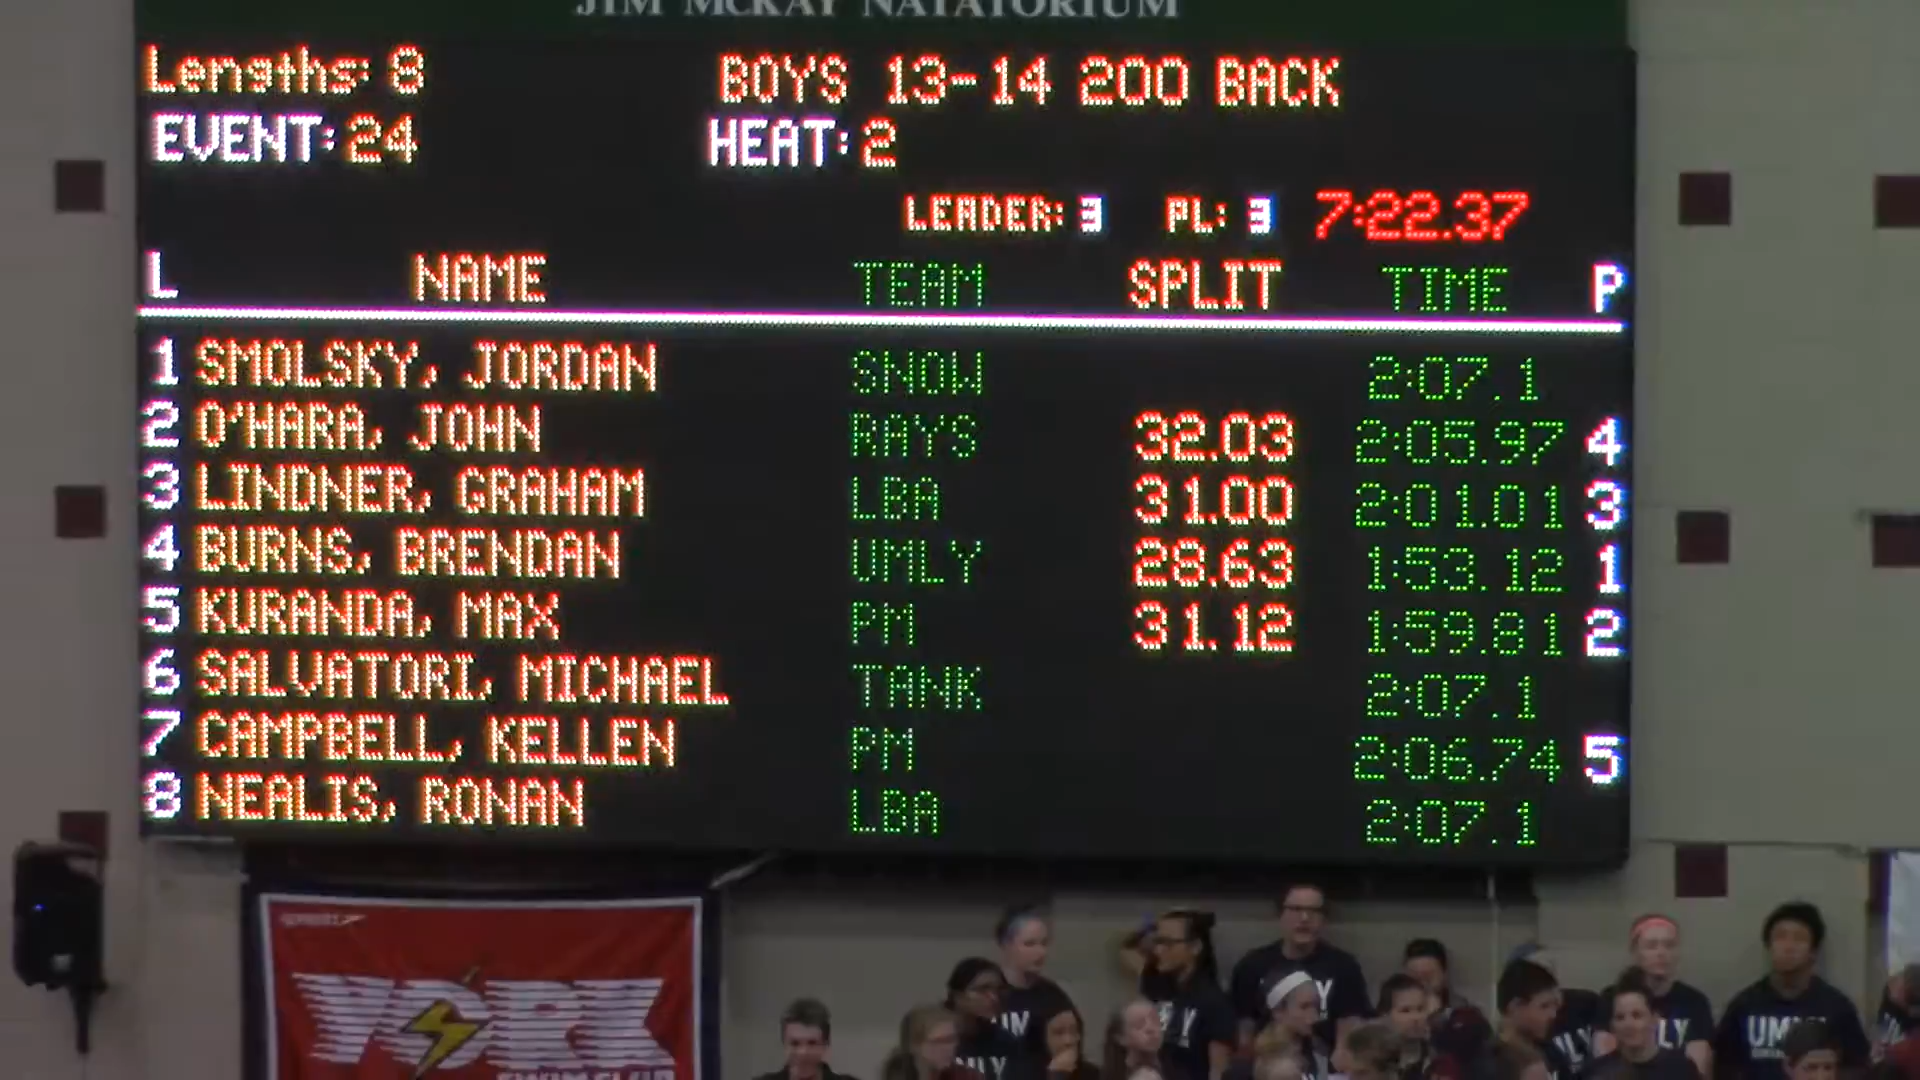 JIM MCKAY NATATORIUM
Lengths: 8 BOYS 13-14 200 BACK
EVENT: 24 HEAT: 2
LEADER: 3 PL: 3 7:22.37
L NAME TEAM SPLIT TIME P
1 SMOLSKY, JORDAN SNOW 2:07.1
2 O'HARA, JOHN RAYS 32.03 2:05.97 4
3 LINDNER, GRAHAM LBA 31.00 2:01.01 3
4 BURNS, BRENDAN UMLY 28.63 1:53.12 1
5 KURANDA, MAX PM 31.12 1:59.81 2
6 SALVATORI, MICHAEL TANK 2:07.1
7 CAMPBELL, KELLEN PM 2:06.74 5
8 NEALIS, RONAN LBA 2:07.1
YORK
SWIM CLUB